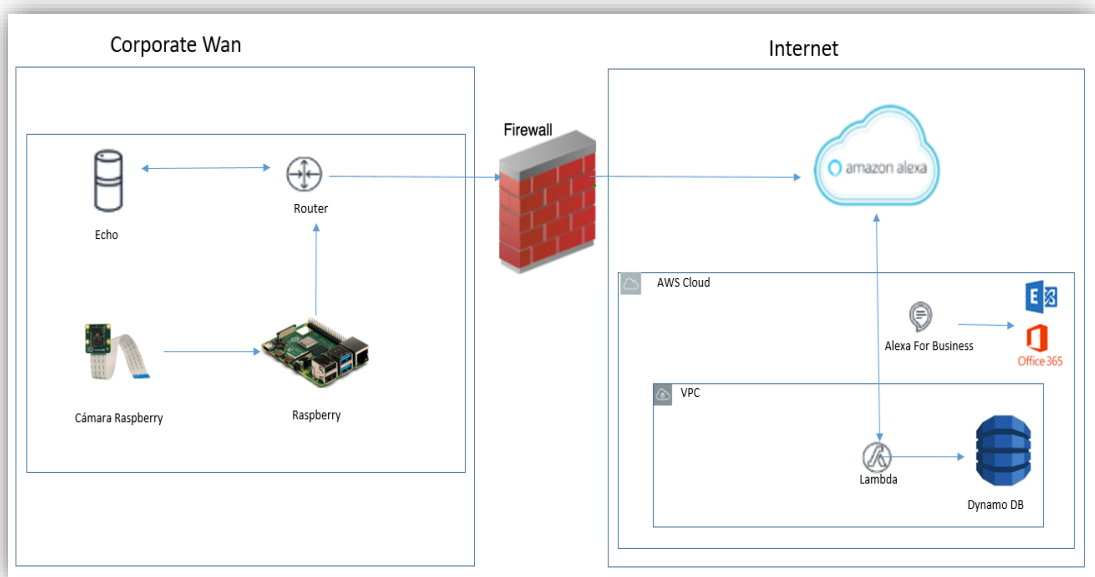 Corporate Wan
Internet
Firewall
amazon alexa
Router
Echo
AWS Cloud
E
Alexa For Business
Office 365
VPC
Cámara Raspberry
Raspberry
Lambda
Dynamo DB